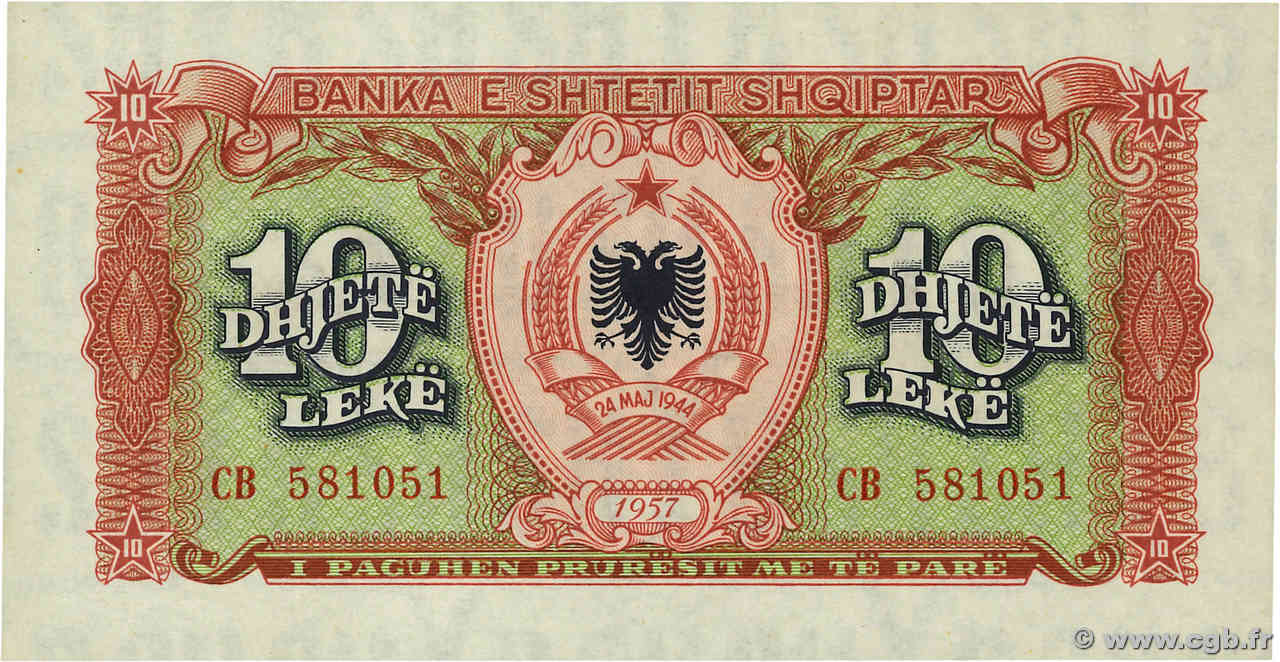 BANKA E SHTETIT SHQIPTAR
10
10
10 DHJETË LEKË
10 DHJETË LEKË
24 MAJ 1944
CB 581051
CB 581051
1957
10
10
I PAGUHEN PRURËSIT ME TË PARË
© www.cgb.fr